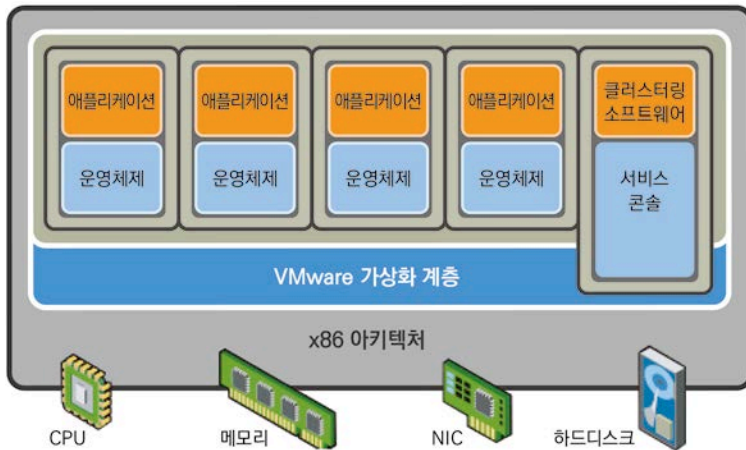 애플리케이션
애플리케이션
애플리케이션
애플리케이션
클러스터링
소프트웨어
운영체제
운영체제
운영체제
운영체제
서비스
콘솔
VMware 가상화 계층
x86 아키텍처
CPU
메모리
NIC
하드디스크